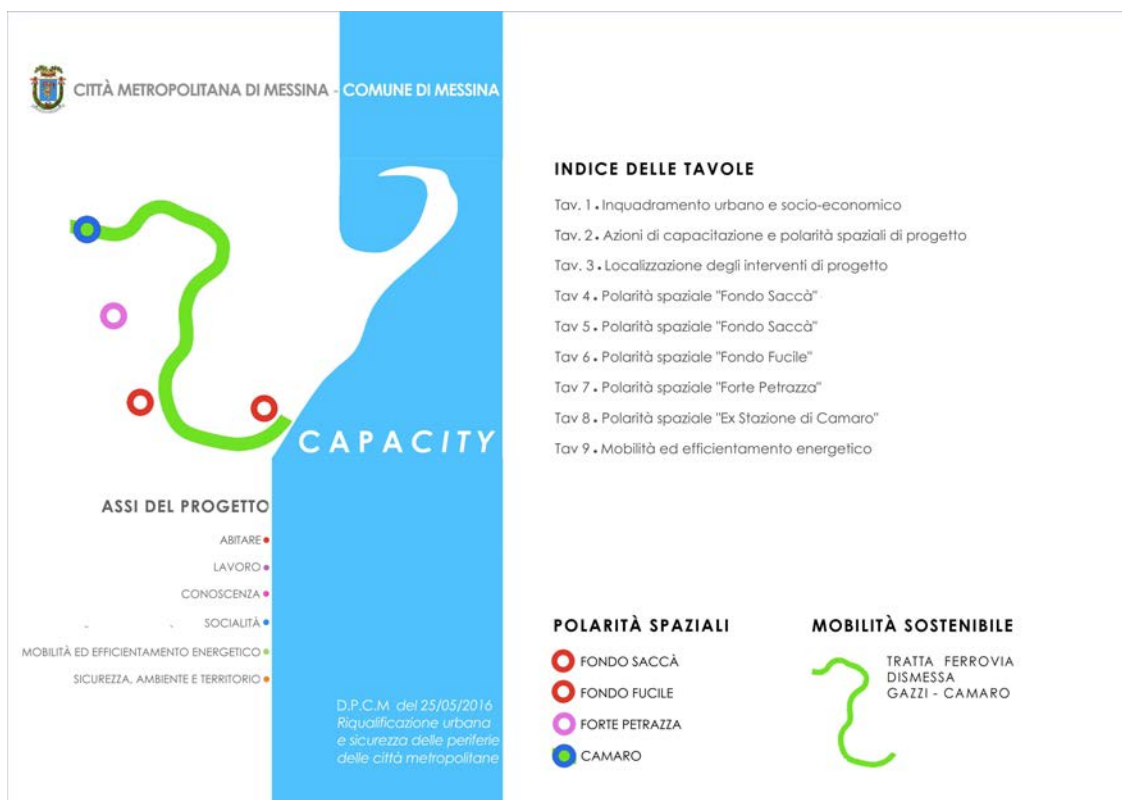 CITTÀ METROPOLITANA DI MESSINA - COMUNE DI MESSINA
CAPACITY
ASSI DEL PROGETTO
ABITARE
LAVORO
CONOSCENZA
SOCIALITÀ
MOBILITÀ ED EFFICIENTAMENTO ENERGETICO
SICUREZZA, AMBIENTE E TERRITORIO
D.P.C.M del 25/05/2016
Riqualificazione urbana
e sicurezza delle periferie
delle città metropolitane
INDICE DELLE TAVOLE
Tav. 1 • Inquadramento urbano e socio-economico
Tav. 2 • Azioni di capacitazione e polarità spaziali di progetto
Tav. 3 • Localizzazione degli interventi di progetto
Tav 4 • Polarità spaziale "Fondo Saccà"
Tav 5 • Polarità spaziale "Fondo Saccà"
Tav 6 • Polarità spaziale "Fondo Fucile"
Tav 7 • Polarità spaziale "Forte Petrazza"
Tav 8 • Polarità spaziale "Ex Stazione di Camaro"
Tav 9 • Mobilità ed efficientamento energetico
POLARITÀ SPAZIALI
FONDO SACCÀ
FONDO FUCILE
FORTE PETRAZZA
CAMARO
MOBILITÀ SOSTENIBILE
TRATTA FERROVIA
DISMESSA
GAZZI - CAMARO